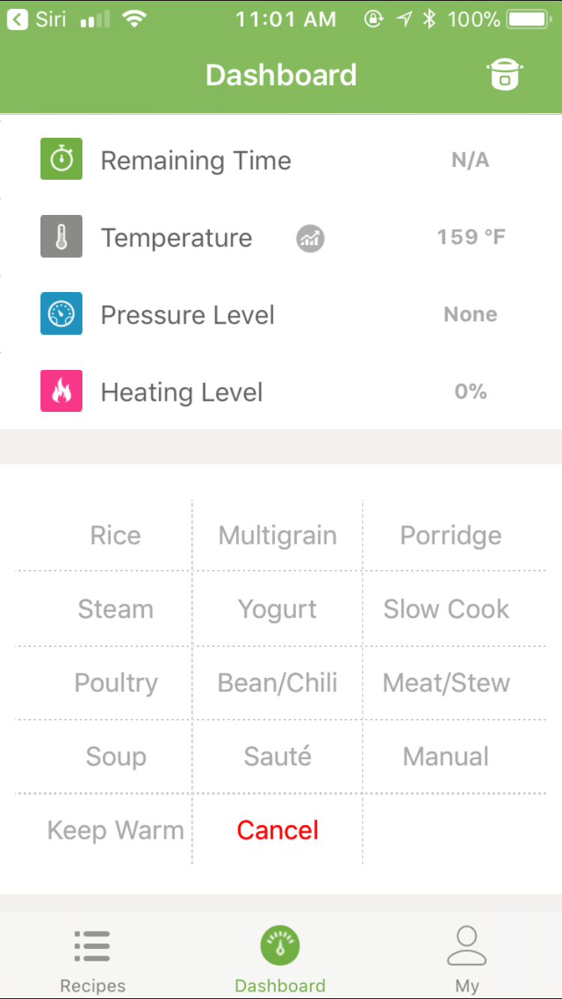 Siri 11:01 AM 100%
Dashboard
Remaining Time N/A
Temperature 159 °F
Pressure Level None
Heating Level 0%
Rice Multigrain Porridge
Steam Yogurt Slow Cook
Poultry Bean/Chili Meat/Stew
Soup Sauté Manual
Keep Warm Cancel
Recipes Dashboard My